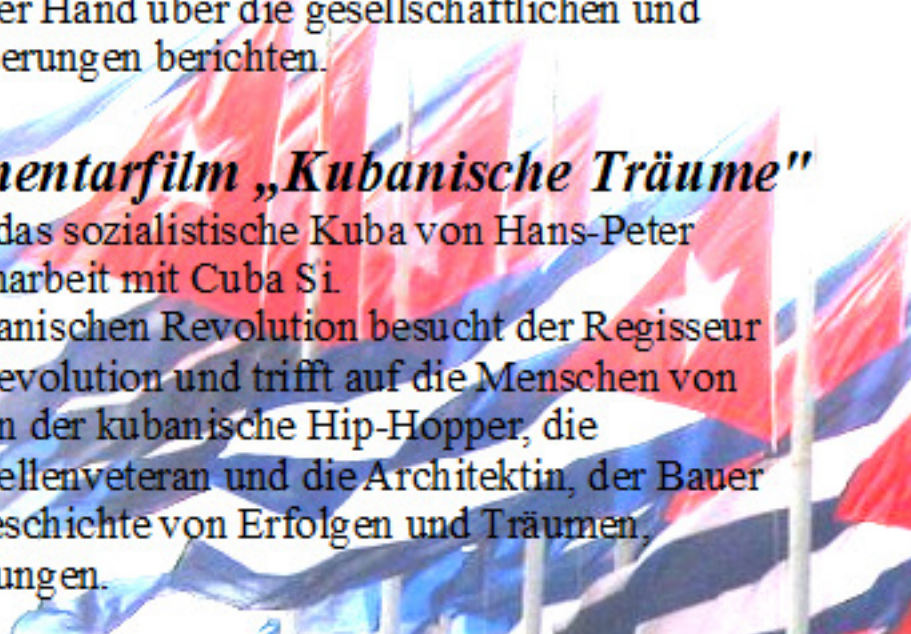 er Hand über die gesellschaftlichen und
erungen berichten.
mentarfilm „Kubanische Träume"
das sozialistische Kuba von Hans-Peter
narbeit mit Cuba Si.
anischen Revolution besucht der Regisseur
evolution und trifft auf die Menschen von
n der kubanische Hip-Hopper, die
ellenveteran und die Architektin, der Bauer
eschichte von Erfolgen und Träumen,
ungen.